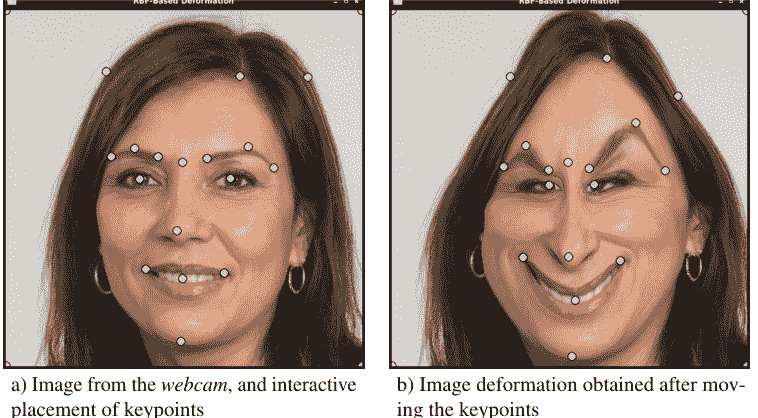 RBF-Based Deformation
RBF-Based Deformation
a) Image from the webcam, and interactive
placement of keypoints
b) Image deformation obtained after mov-
ing the keypoints